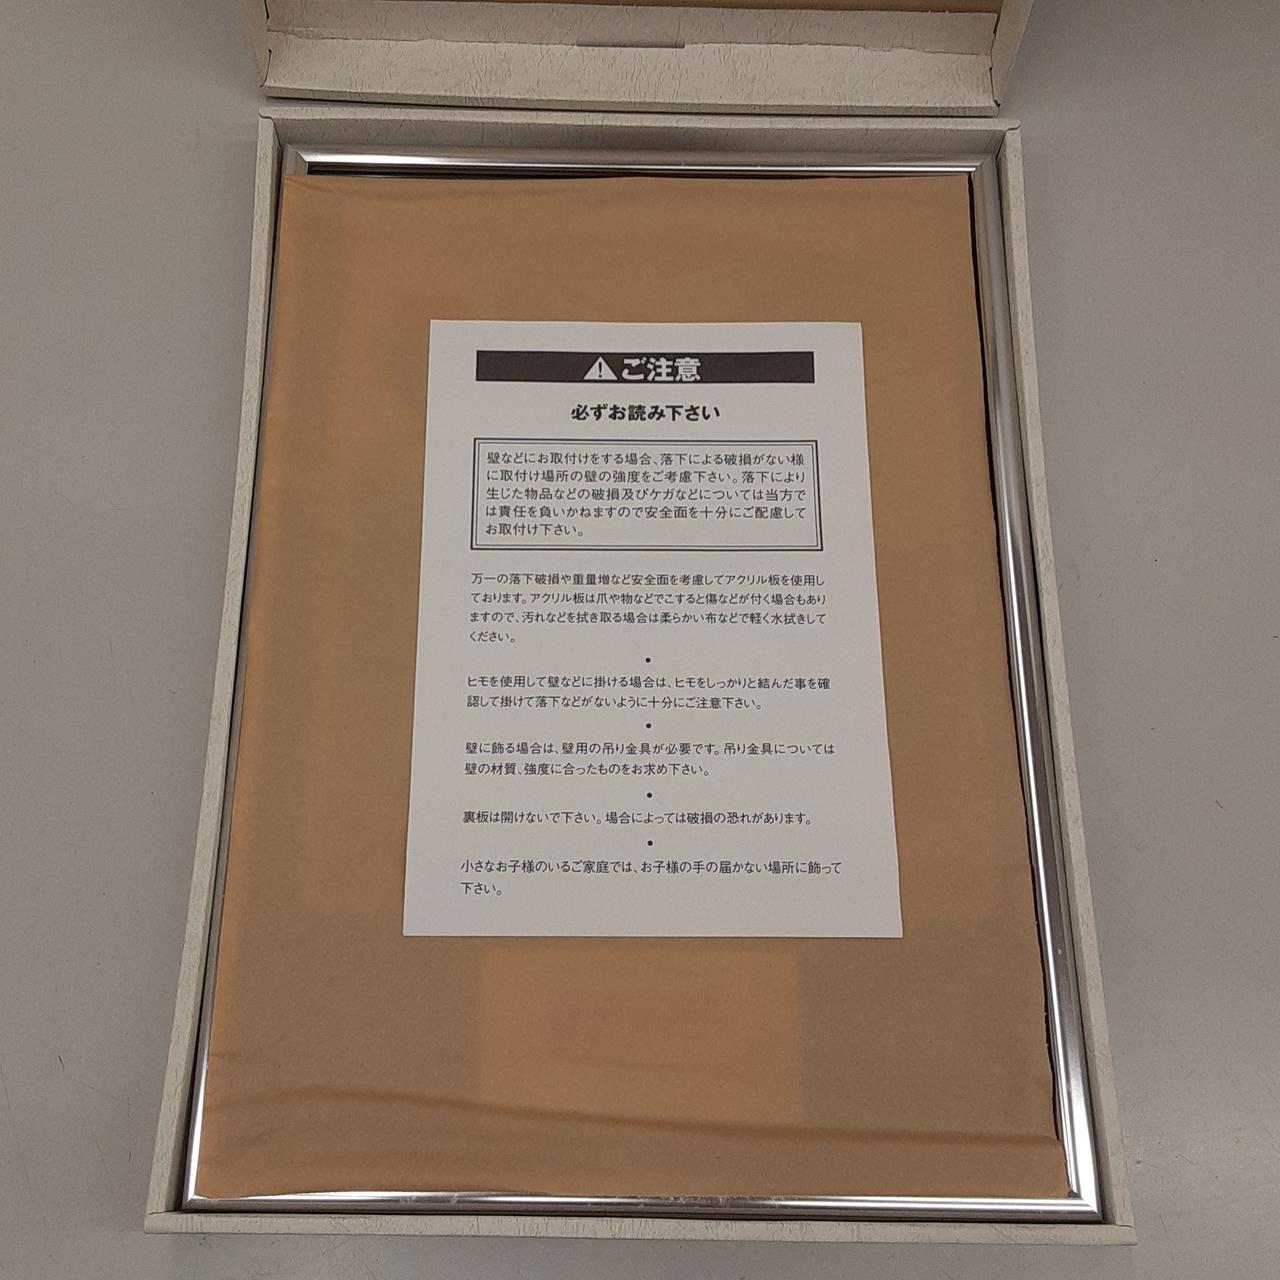 ⚠ご注意
必ずお読み下さい
壁などにお取付けをする場合、落下による破損がない様
に取付け場所の壁の強度をご考慮下さい。落下により
生じた物品などの破損及びケガなどについては当方で
は責任を負いかねますので安全面を十分にご配慮して
お取付け下さい。
万一の落下破損や重量増など安全面を考慮してアクリル板を使用し
ております。アクリル板は爪や物などでこすると傷などが付く場合もあり
ますので、汚れなどを拭き取る場合は柔らかい布などで軽く水拭きして
ください。
●
ヒモを使用して壁などに掛ける場合は、ヒモをしっかりと結んだ事を確
認して掛けて落下などがないように十分にご注意下さい。
●
壁に飾る場合は、壁用の吊り金具が必要です。吊り金具については
壁の材質、強度に合ったものをお求め下さい。
●
裏板は開けないで下さい。場合によっては破損の恐れがあります。
●
小さなお子様のいるご家庭では、お子様の手の届かない場所に飾って
下さい。